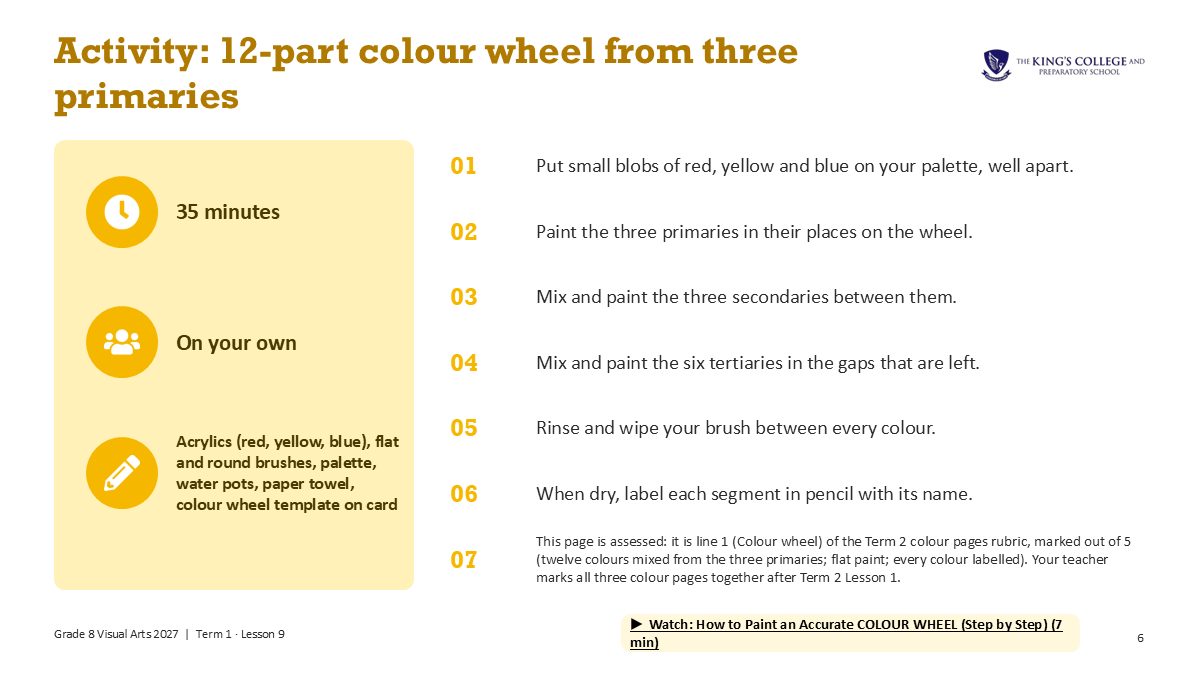 Activity: 12-part colour wheel from three
primaries
THE KING'S COLLEGE AND
PREPARATORY SCHOOL
35 minutes
On your own
Acrylics (red, yellow, blue), flat
and round brushes, palette,
water pots, paper towel,
colour wheel template on card
01
Put small blobs of red, yellow and blue on your palette, well apart.
02
Paint the three primaries in their places on the wheel.
03
Mix and paint the three secondaries between them.
04
Mix and paint the six tertiaries in the gaps that are left.
05
Rinse and wipe your brush between every colour.
06
When dry, label each segment in pencil with its name.
07
This page is assessed: it is line 1 (Colour wheel) of the Term 2 colour pages rubric, marked out of 5
(twelve colours mixed from the three primaries; flat paint; every colour labelled). Your teacher
marks all three colour pages together after Term 2 Lesson 1.
Grade 8 Visual Arts 2027 | Term 1 · Lesson 9
▶ Watch: How to Paint an Accurate COLOUR WHEEL (Step by Step) (7
min)
6